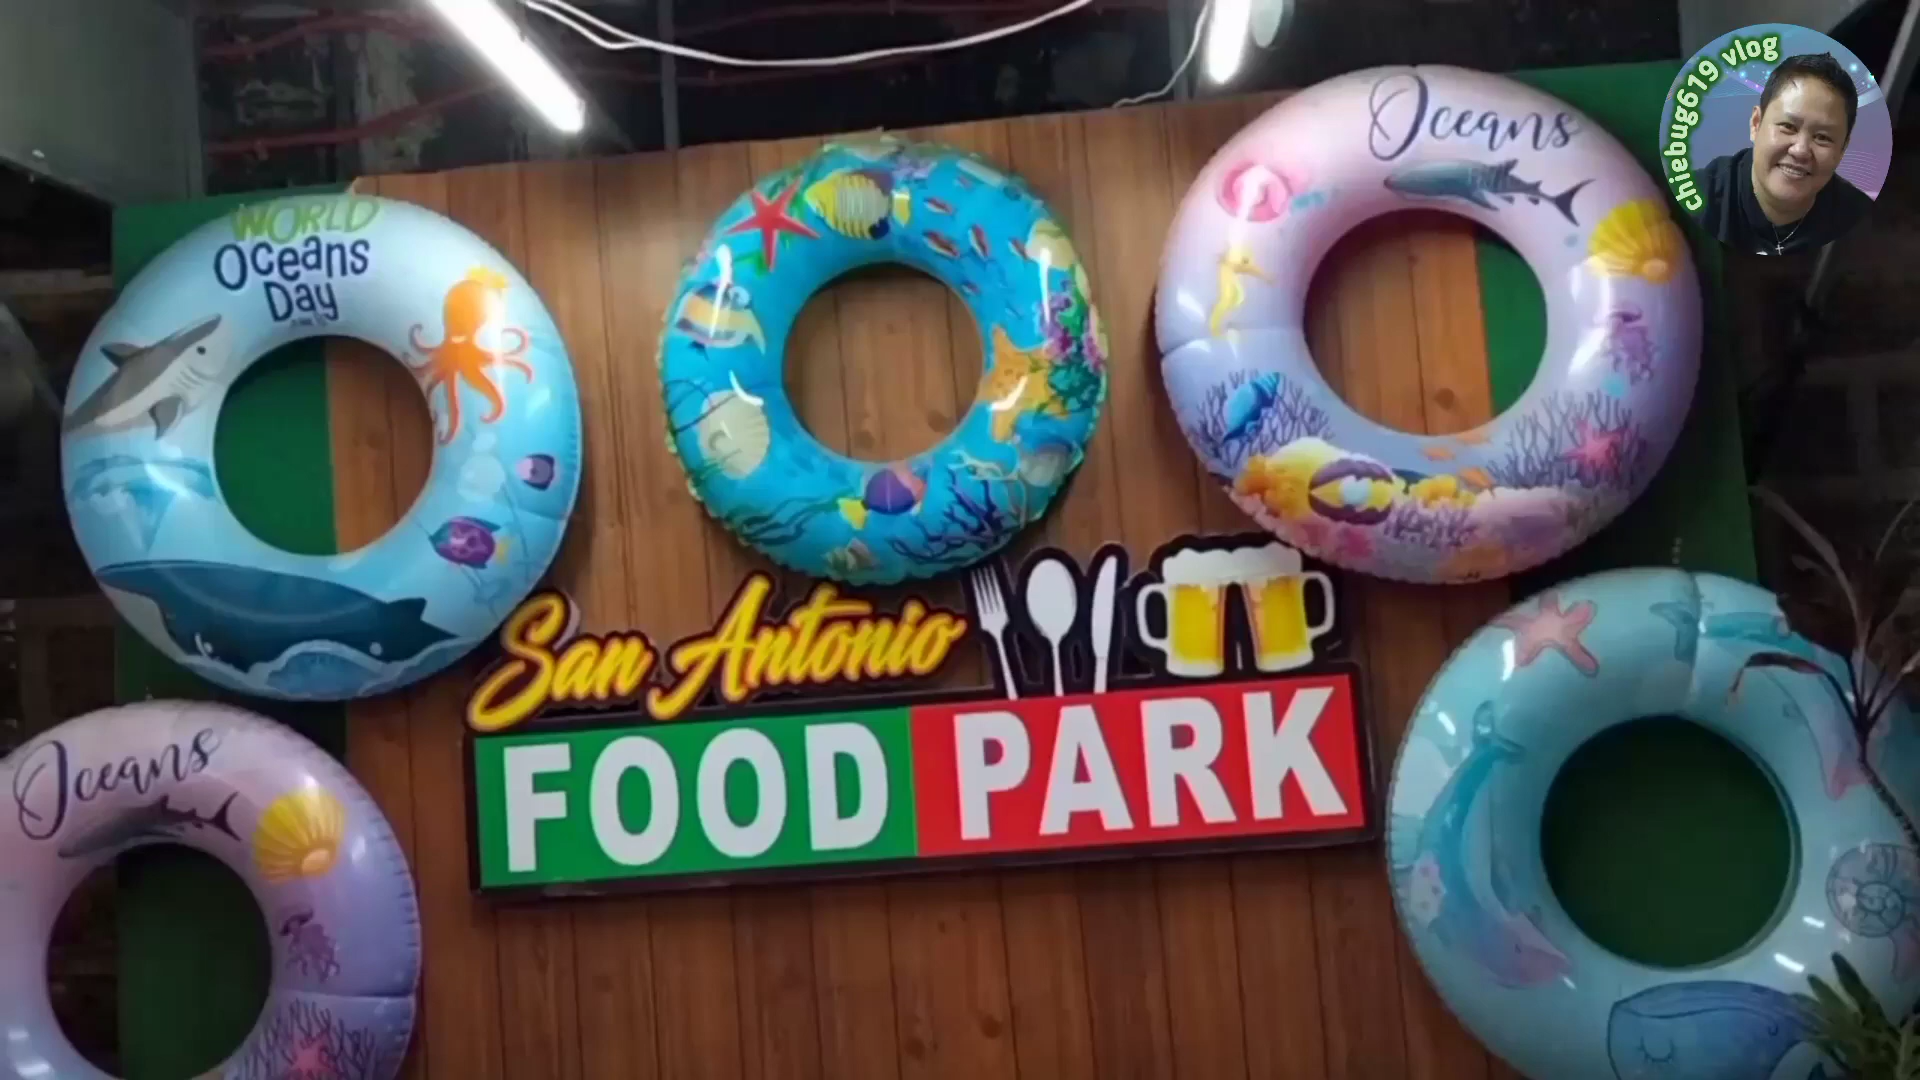 chiebug619 vlog
WORLD
Oceans
Day
Oceans
San Antonio
FOOD PARK
Oceans